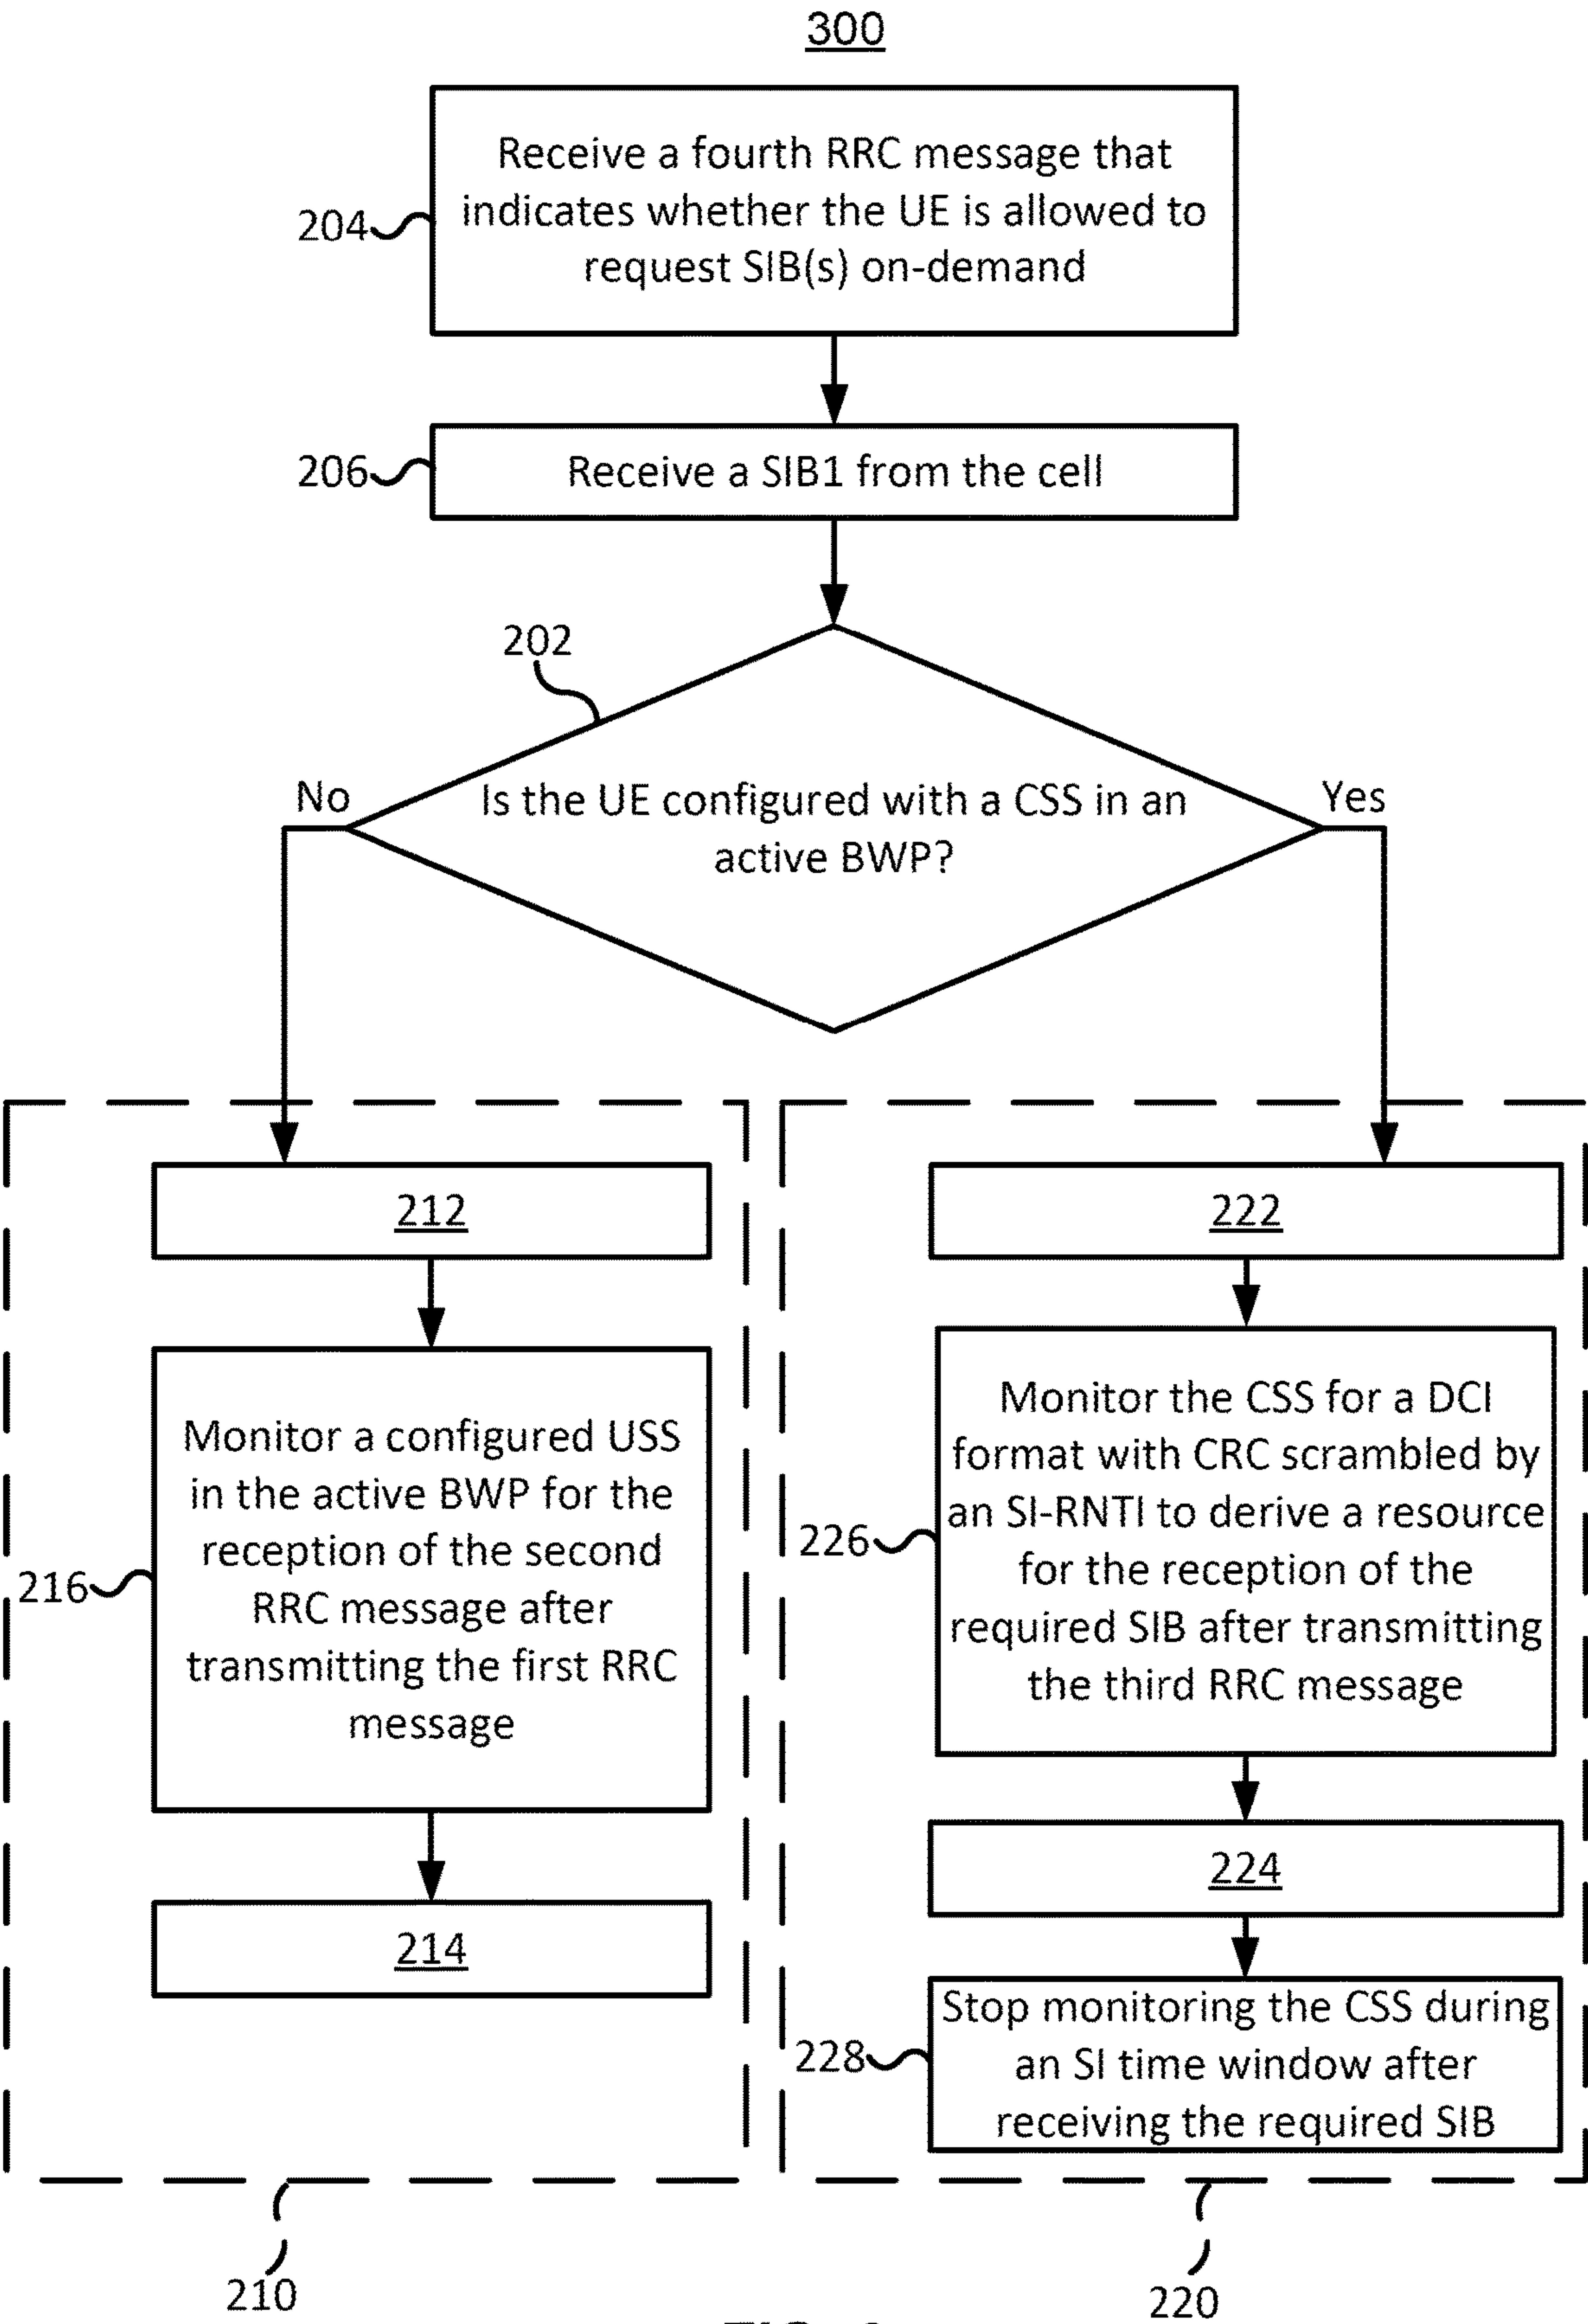 300
Receive a fourth RRC message that
indicates whether the UE is allowed to
request SIB(s) on-demand
204
206
Receive a SIB1 from the cell
202
No
Is the UE configured with a CSS in an
active BWP?
Yes
212
Monitor a configured USS
in the active BWP for the
reception of the second
RRC message after
transmitting the first RRC
message
216
214
222
Monitor the CSS for a DCI
format with CRC scrambled by
an SI-RNTI to derive a resource
for the reception of the
required SIB after transmitting
the third RRC message
226
224
Stop monitoring the CSS during
an SI time window after
receiving the required SIB
228
210
220